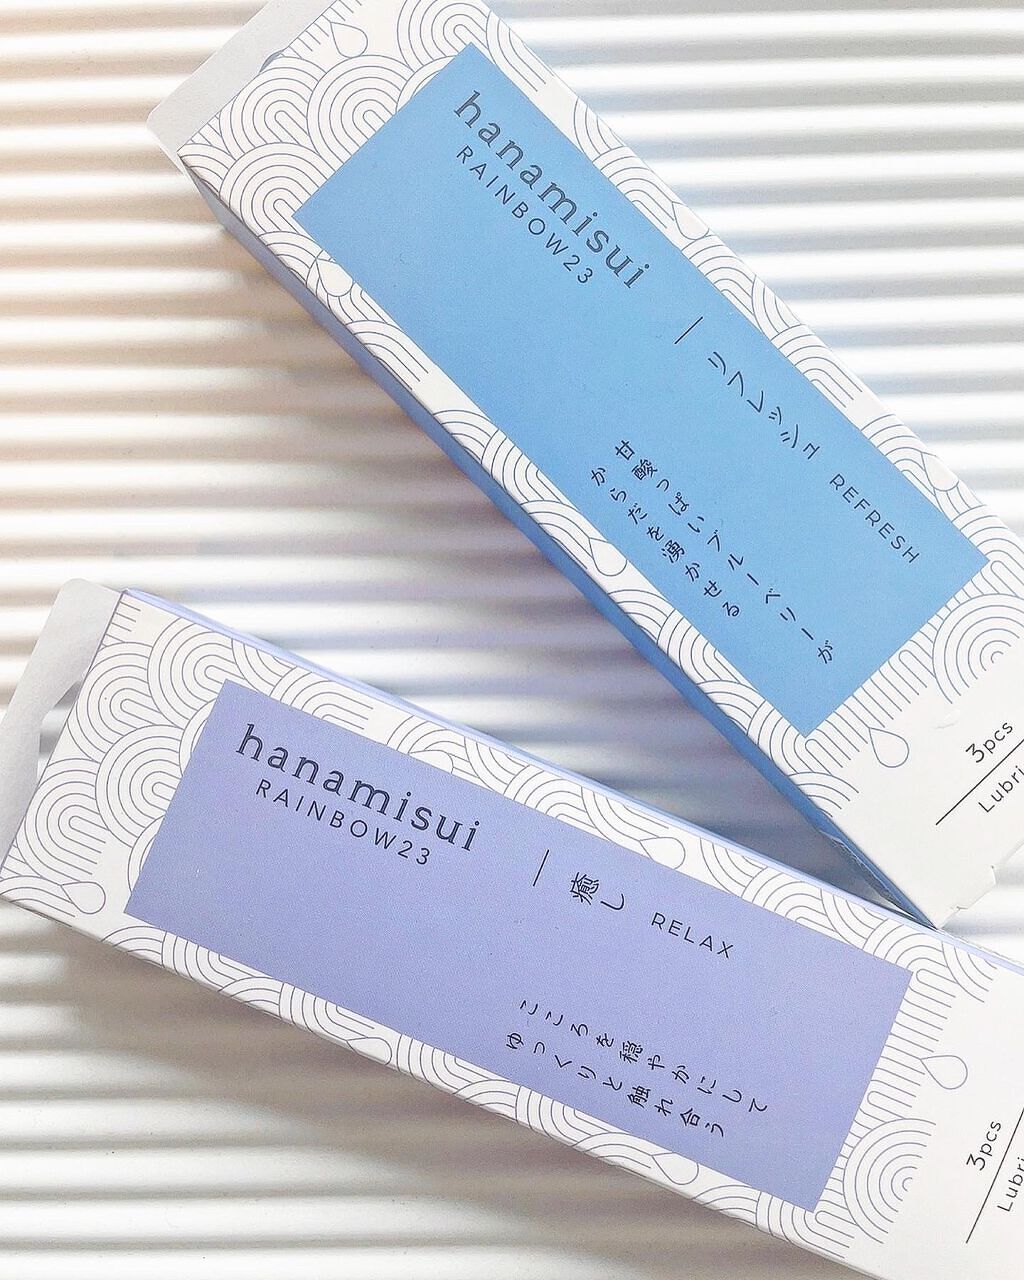 hanamisui
RAINBOW23
リフレッシュ REFRESH
甘酸っぱいブルーベリーが
からだを湧かせる
3pcs
Lubri
hanamisui
RAINBOW23
癒し RELAX
こころを穏やかにして
ゆっくりと触れ合う
3pcs
Lubri